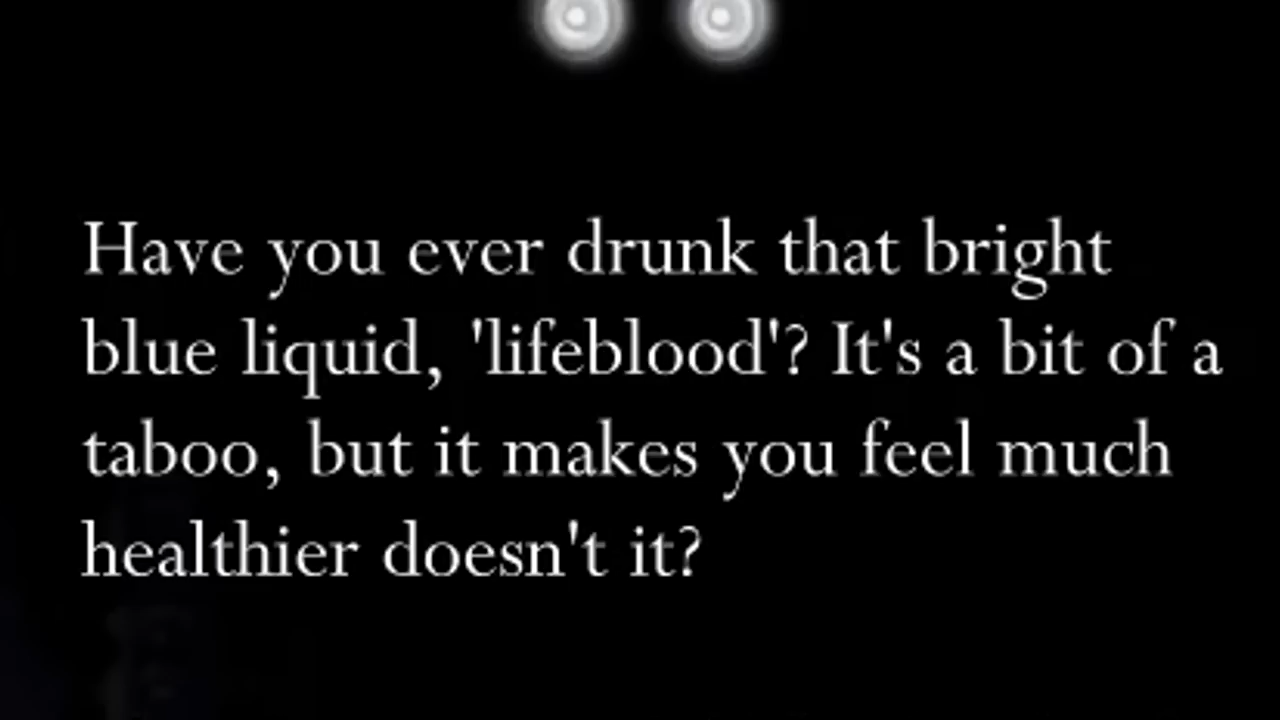 Have you ever drunk that bright
blue liquid, 'lifeblood'? It's a bit of a
taboo, but it makes you feel much
healthier doesn't it?